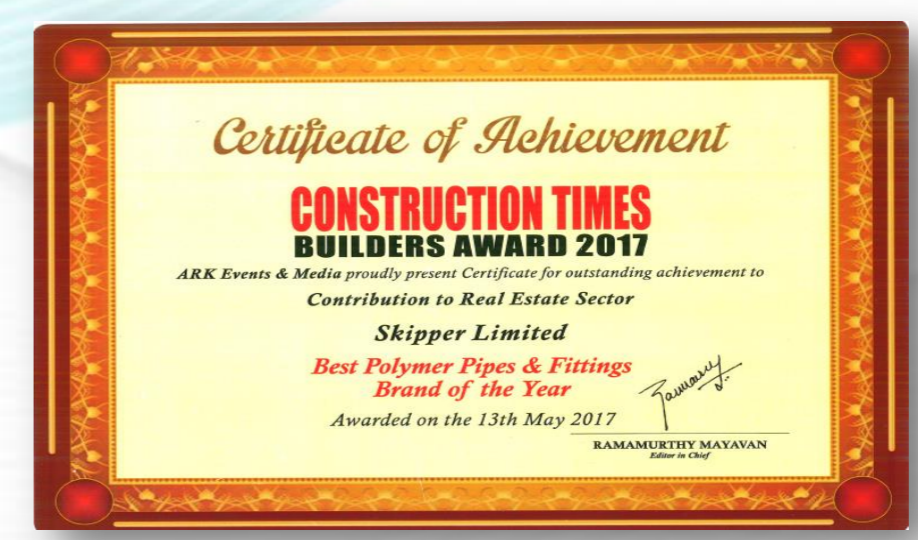 Certificate of Achievement
CONSTRUCTION TIMES
BUILDERS AWARD 2017
ARK Events & Media proudly present Certificate for outstanding achievement to
Contribution to Real Estate Sector
Skipper Limited
Best Polymer Pipes & Fittings
Brand of the Year
Awarded on the 13th May 2017
RAMAMURTHY MAYAVAN
Editor in Chief